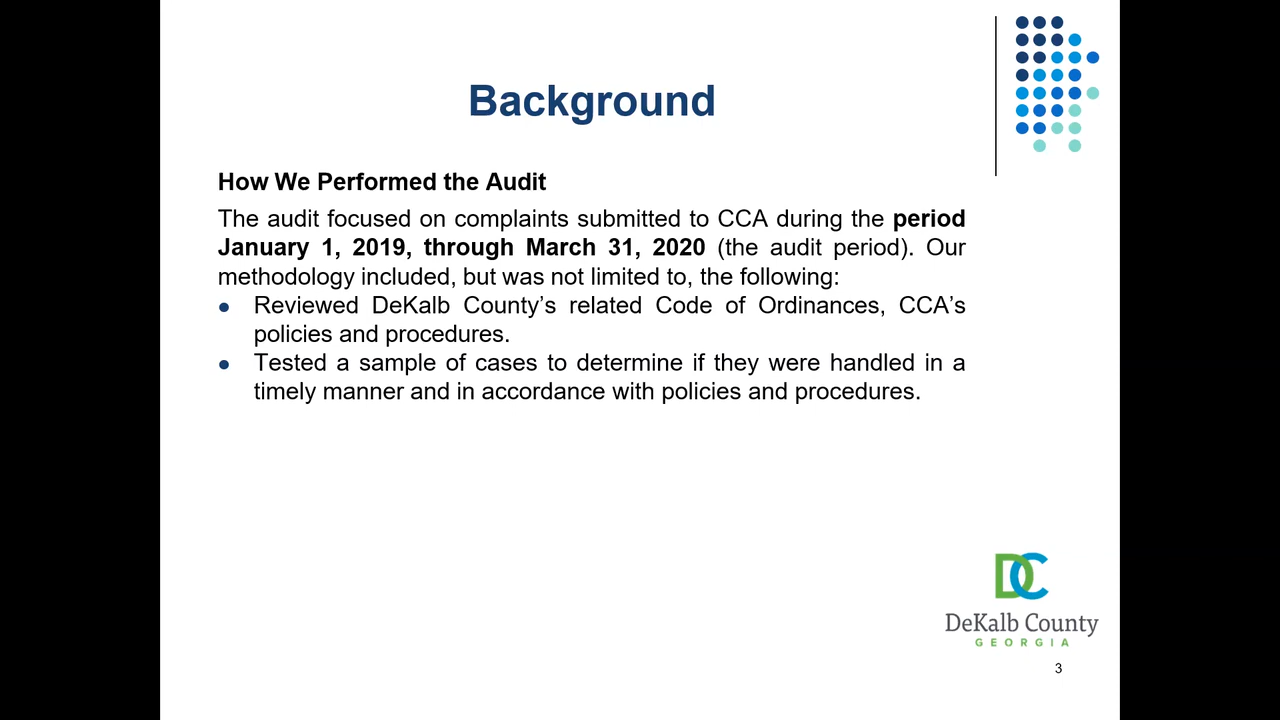 Background
How We Performed the Audit
The audit focused on complaints submitted to CCA during the period
January 1, 2019, through March 31, 2020 (the audit period). Our
methodology included, but was not limited to, the following:
● Reviewed DeKalb County’s related Code of Ordinances, CCA’s
policies and procedures.
● Tested a sample of cases to determine if they were handled in a
timely manner and in accordance with policies and procedures.
DC
DeKalb County
GEORGIA
3